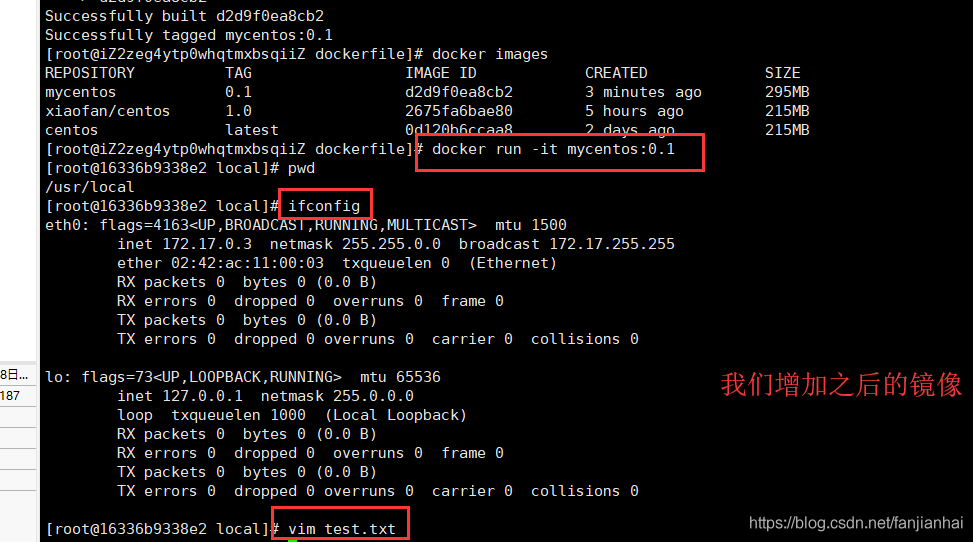 d2d9f0ea8cb2
Successfully built d2d9f0ea8cb2
Successfully tagged mycentos:0.1
[root@iZ2zeg4ytp0whqtmxbsqiiZ dockerfile]# docker images
REPOSITORY TAG IMAGE ID CREATED SIZE
mycentos 0.1 d2d9f0ea8cb2 3 minutes ago 295MB
xiaofan/centos 1.0 2675fa6bae80 5 hours ago 215MB
centos latest 0d120b6ccaa8 2 days ago 215MB
[root@iZ2zeg4ytp0whqtmxbsqiiZ dockerfile]# docker run -it mycentos:0.1
[root@16336b9338e2 local]# pwd
/usr/local
[root@16336b9338e2 local]# ifconfig
eth0: flags=4163<UP,BROADCAST,RUNNING,MULTICAST> mtu 1500
inet 172.17.0.3 netmask 255.255.0.0 broadcast 172.17.255.255
ether 02:42:ac:11:00:03 txqueuelen 0 (Ethernet)
RX packets 0 bytes 0 (0.0 B)
RX errors 0 dropped 0 overruns 0 frame 0
TX packets 0 bytes 0 (0.0 B)
TX errors 0 dropped 0 overruns 0 carrier 0 collisions 0
8日...
lo: flags=73<UP,LOOPBACK,RUNNING> mtu 65536
187
inet 127.0.0.1 netmask 255.0.0.0
我们增加之后的镜像
loop txqueuelen 1000 (Local Loopback)
RX packets 0 bytes 0 (0.0 B)
RX errors 0 dropped 0 overruns 0 frame 0
TX packets 0 bytes 0 (0.0 B)
TX errors 0 dropped 0 overruns 0 carrier 0 collisions 0
[root@16336b9338e2 local]# vim test.txt
https://blog.csdn.net/fanjianhai